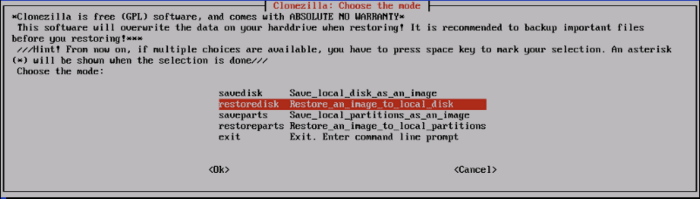 Clonezilla: Choose the mode
*Clonezilla is free (GPL) software, and comes with ABSOLUTE NO WARRANTY*
This software will overwrite the data on your harddrive when restoring! It is recommended to backup important files
before you restoring!***
///Hint! From now on, if multiple choices are available, you have to press space key to mark your selection. An asterisk
(*) will be shown when the selection is done///
Choose the mode:
savedisk Save_local_disk_as_an_image
restoredisk Restore_an_image_to_local_disk
saveparts Save_local_partitions_as_an_image
restoreparts Restore_an_image_to_local_partitions
exit Exit. Enter command line prompt
<Ok> <Cancel>